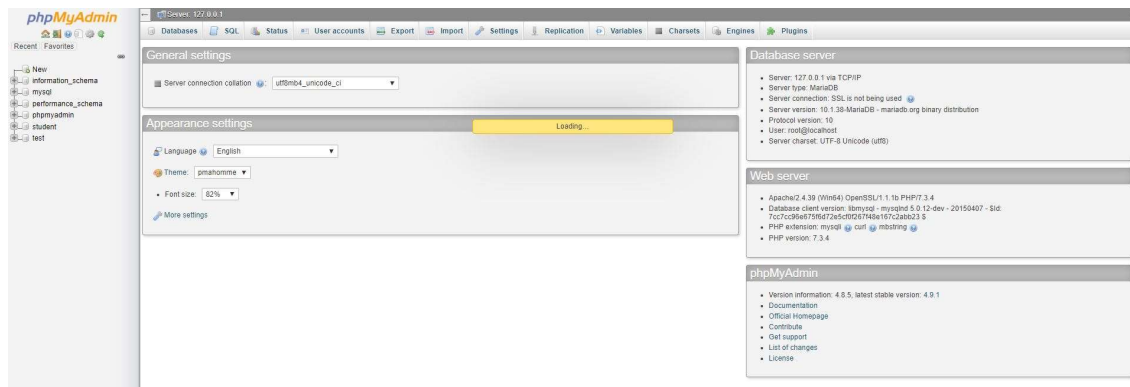 phpMyAdmin
Recent Favorites
New
information_schema
mysql
performance_schema
phpmyadmin
student
test
Server: 127.0.0.1
Databases SQL Status User accounts Export Import Settings Replication Variables Charsets Engines Plugins
General settings
Server connection collation : utf8mb4_unicode_ci
Appearance settings
Loading...
Language English
Theme: pmahomme
Font size: 82%
More settings
Database server
Server: 127.0.0.1 via TCP/IP
Server type: MariaDB
Server connection: SSL is not being used
Server version: 10.1.38-MariaDB - mariadb.org binary distribution
Protocol version: 10
User: root@localhost
Server charset: UTF-8 Unicode (utf8)
Web server
Apache/2.4.39 (Win64) OpenSSL/1.1.1b PHP/7.3.4
Database client version: libmysql - mysqlnd 5.0.12-dev - 20150407 - $Id:
7cc7cc96e675f6d72e5cf0f267f48e167c2abb23 $
PHP extension: mysqli curl mbstring
PHP version: 7.3.4
phpMyAdmin
Version information: 4.8.5, latest stable version: 4.9.1
Documentation
Official Homepage
Contribute
Get support
List of changes
License